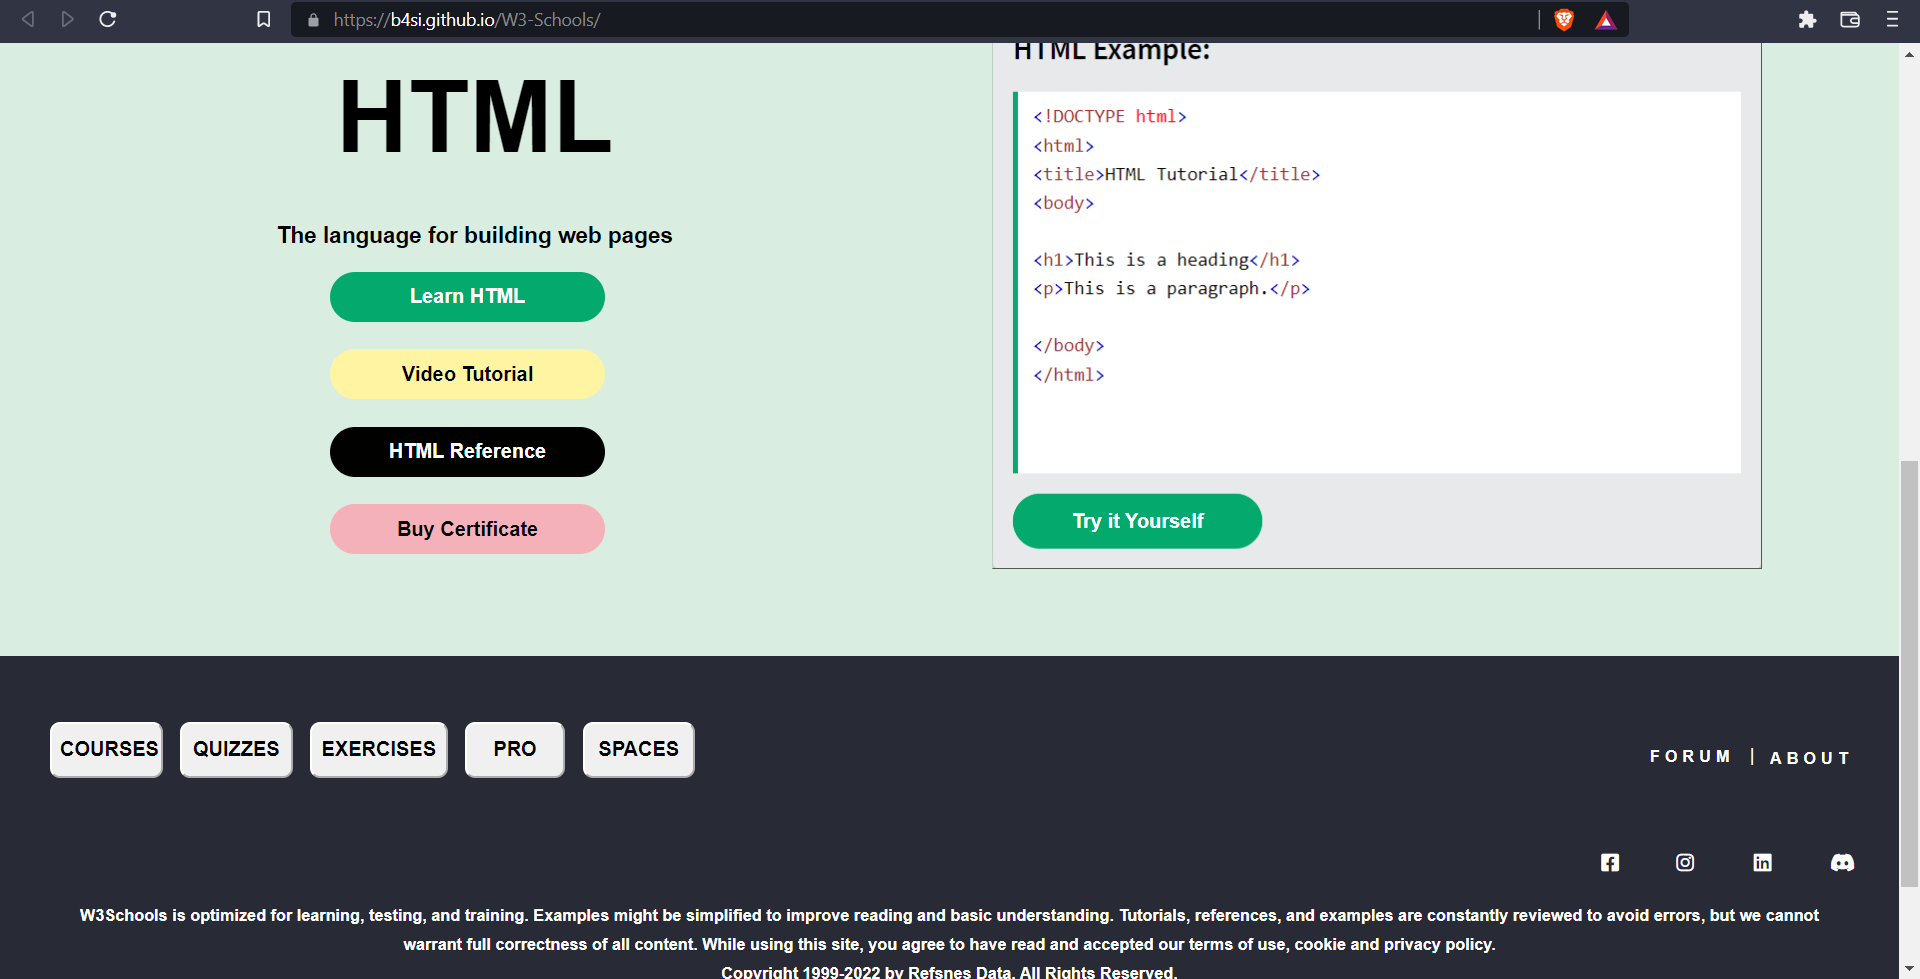 https://b4si.github.io/W3-Schools/
HTML
The language for building web pages
Learn HTML
Video Tutorial
HTML Reference
Buy Certificate
HTML Example:
<!DOCTYPE html>
<html>
<title>HTML Tutorial</title>
<body>
<h1>This is a heading</h1>
<p>This is a paragraph.</p>
</body>
</html>
Try it Yourself
COURSES QUIZZES EXERCISES PRO SPACES
FORUM | ABOUT
W3Schools is optimized for learning, testing, and training. Examples might be simplified to improve reading and basic understanding. Tutorials, references, and examples are constantly reviewed to avoid errors, but we cannot
warrant full correctness of all content. While using this site, you agree to have read and accepted our terms of use, cookie and privacy policy.
Copyright 1999-2022 by Refsnes Data. All Rights Reserved.